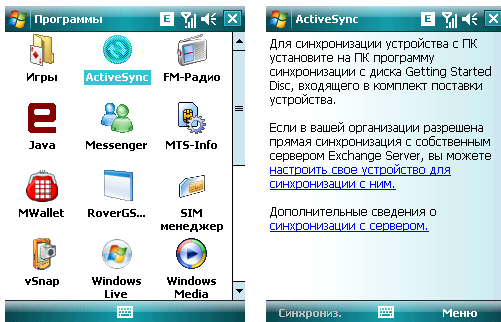 Программы
E
Игры
ActiveSync
FM-Радио
Java
Messenger
MTS-Info
MWallet
RoverGS...
SIM
менеджер
vSnap
Windows
Live
Windows
Media
ActiveSync
E
Для синхронизации устройства с ПК
установите на ПК программу
синхронизации с диска Getting Started
Disc, входящего в комплект поставки
устройства.
Если в вашей организации разрешена
прямая синхронизация с собственным
сервером Exchange Server, вы можете
настроить свое устройство для
синхронизации с ним.
Дополнительные сведения о
синхронизации с сервером.
Синхрониз.
Меню